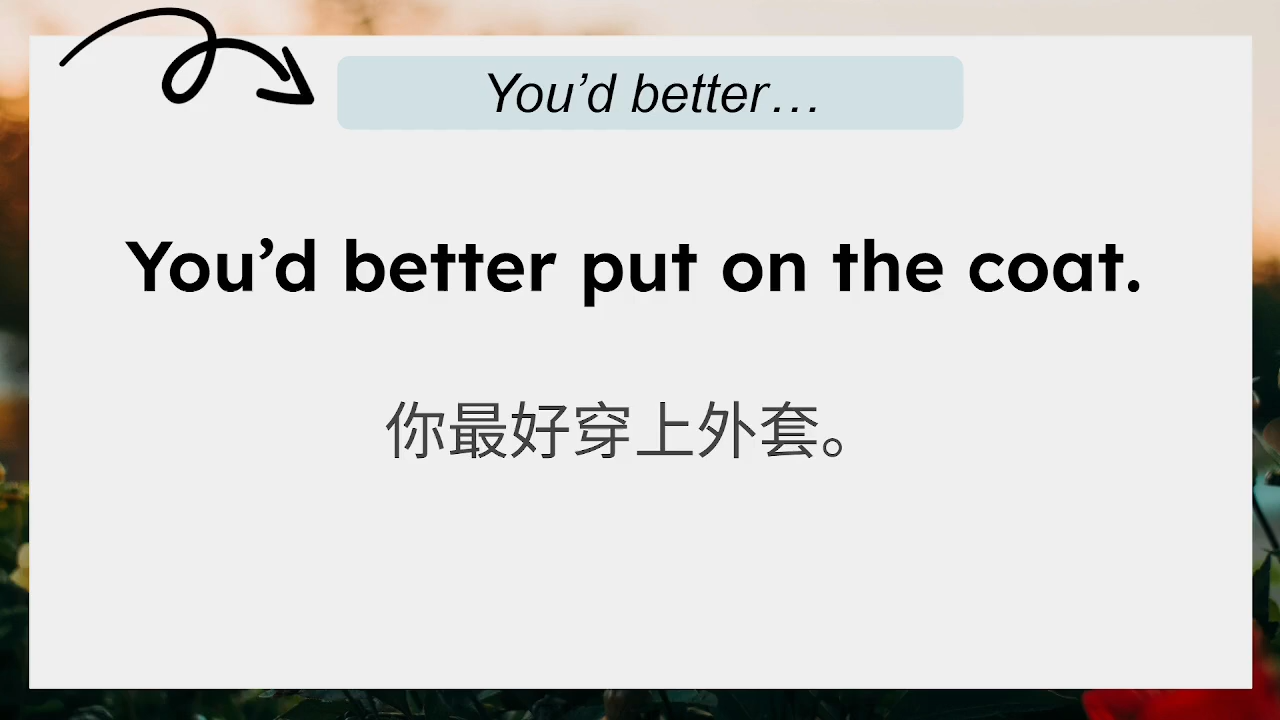 You’d better…
You’d better put on the coat.
你最好穿上外套。